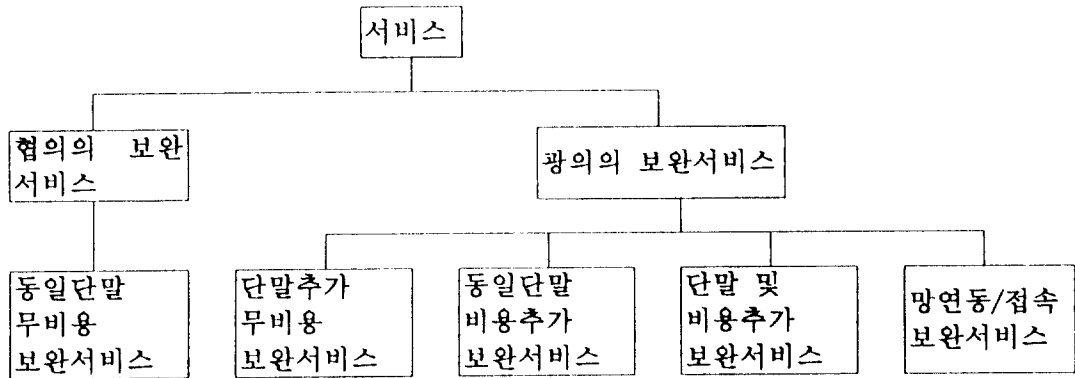 서비스
협의의 보완
서비스
광의의 보완서비스
동일단말
무비용
보완서비스
단말추가
무비용
보완서비스
동일단말
비용추가
보완서비스
단말 및
비용추가
보완서비스
망연동/접속
보완서비스